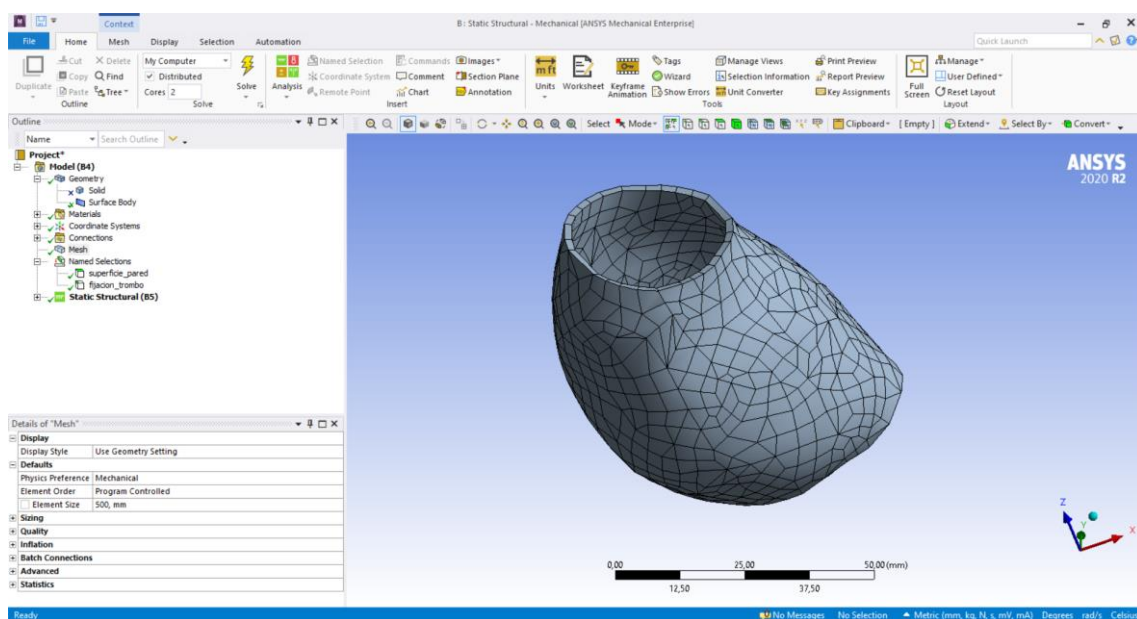 B : Static Structural - Mechanical [ANSYS Mechanical Enterprise]
Context
File Home Mesh Display Selection Automation
Quick Launch
Duplicate
Cut
Copy
Paste
Delete
Find
Tree
Outline
My Computer
Distributed
Cores 2
Solve
Solve
Analysis
Named Selection
Coordinate System
Remote Point
Commands
Comment
Chart
Images
Section Plane
Annotation
Insert
Units
Worksheet
Keyframe
Animation
Tags
Wizard
Show Errors
Manage Views
Selection Information
Unit Converter
Print Preview
Report Preview
Key Assignments
Tools
Full
Screen
Manage
User Defined
Reset Layout
Layout
Outline
Name Search Outline
Select Mode Clipboard [Empty] Extend Select By Convert
Project*
Model (B4)
Geometry
Solid
Surface Body
Materials
Coordinate Systems
Connections
Mesh
Named Selections
superficie_pared
fijacion_trombo
Static Structural (B5)
ANSYS
2020 R2
Details of "Mesh"
Display
Display Style Use Geometry Setting
Defaults
Physics Preference Mechanical
Element Order Program Controlled
Element Size 500, mm
Sizing
Quality
Inflation
Batch Connections
Advanced
Statistics
0,00 25,00 50,00 (mm)
12,50 37,50
Z
Y
X
Ready No Messages No Selection Metric (mm, kg, N, s, mV, mA) Degrees rad/s Celsius